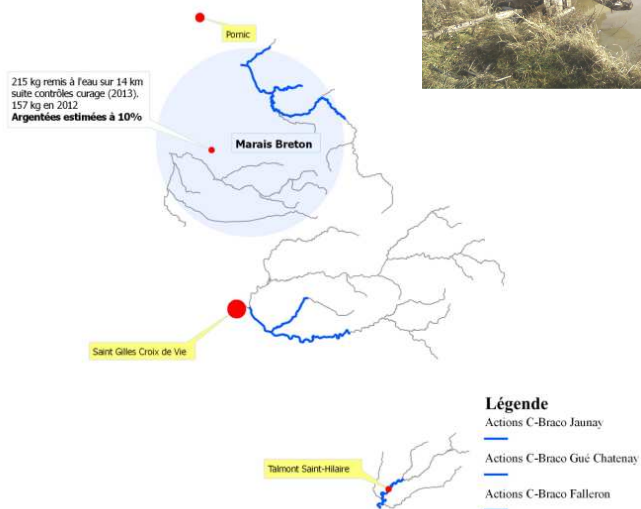 Pornic
215 kg remis à l'eau sur 14 km
suite contrôles curage (2013).
157 kg en 2012
Argentées estimées à 10%
Marais Breton
Saint Gilles Croix de Vie
Talmont Saint-Hilaire
Légende
Actions C-Braco Jaunay
Actions C-Braco Gué Chatenay
Actions C-Braco Falleron